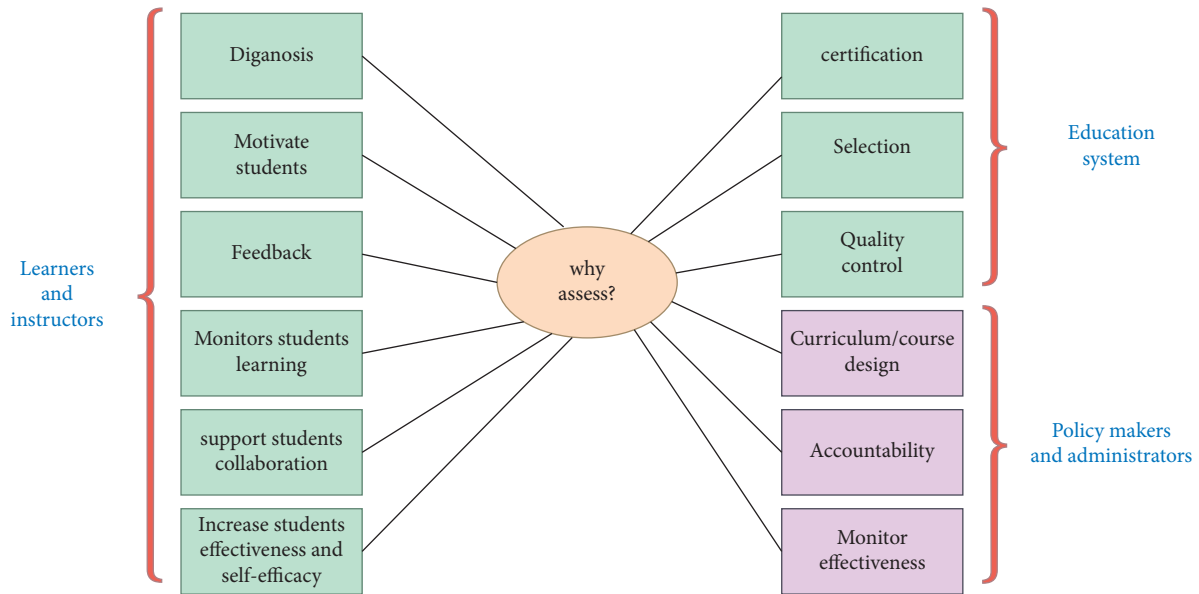 Learners
and
instructors
Diganosis
Motivate
students
Feedback
Monitors students
learning
support students
collaboration
Increase students
effectiveness and
self-efficacy
why
assess?
certification
Selection
Quality
control
Curriculum/course
design
Accountability
Monitor
effectiveness
Education
system
Policy makers
and administrators